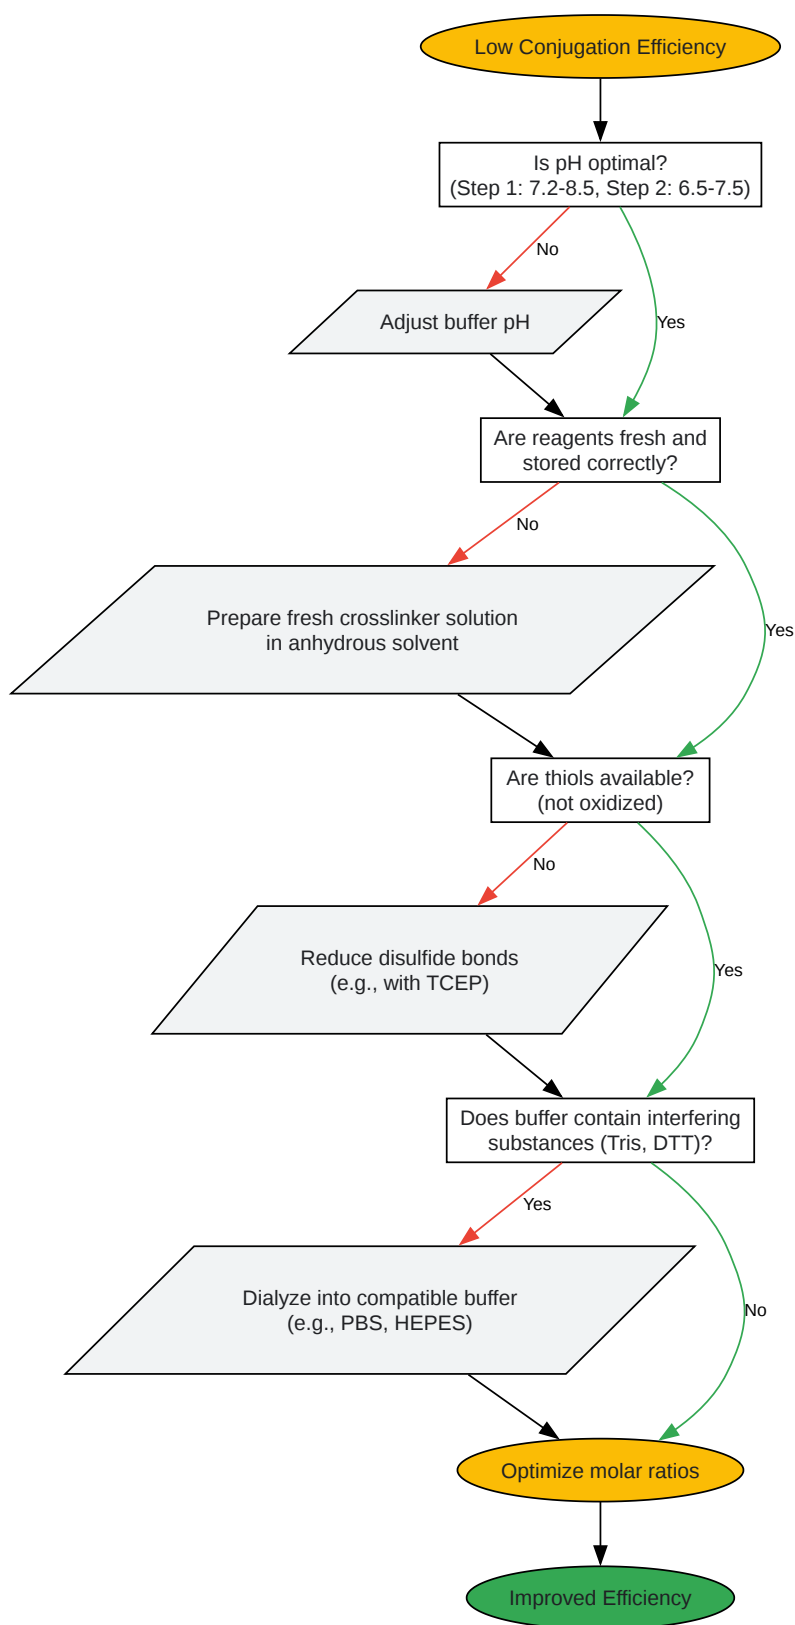 Low Conjugation Efficiency
Is pH optimal?
(Step 1: 7.2-8.5, Step 2: 6.5-7.5)
No
Yes
Adjust buffer pH
Are reagents fresh and
stored correctly?
No
Yes
Prepare fresh crosslinker solution
in anhydrous solvent
Are thiols available?
(not oxidized)
No
Yes
Reduce disulfide bonds
(e.g., with TCEP)
Does buffer contain interfering
substances (Tris, DTT)?
Yes
No
Dialyze into compatible buffer
(e.g., PBS, HEPES)
Optimize molar ratios
Improved Efficiency